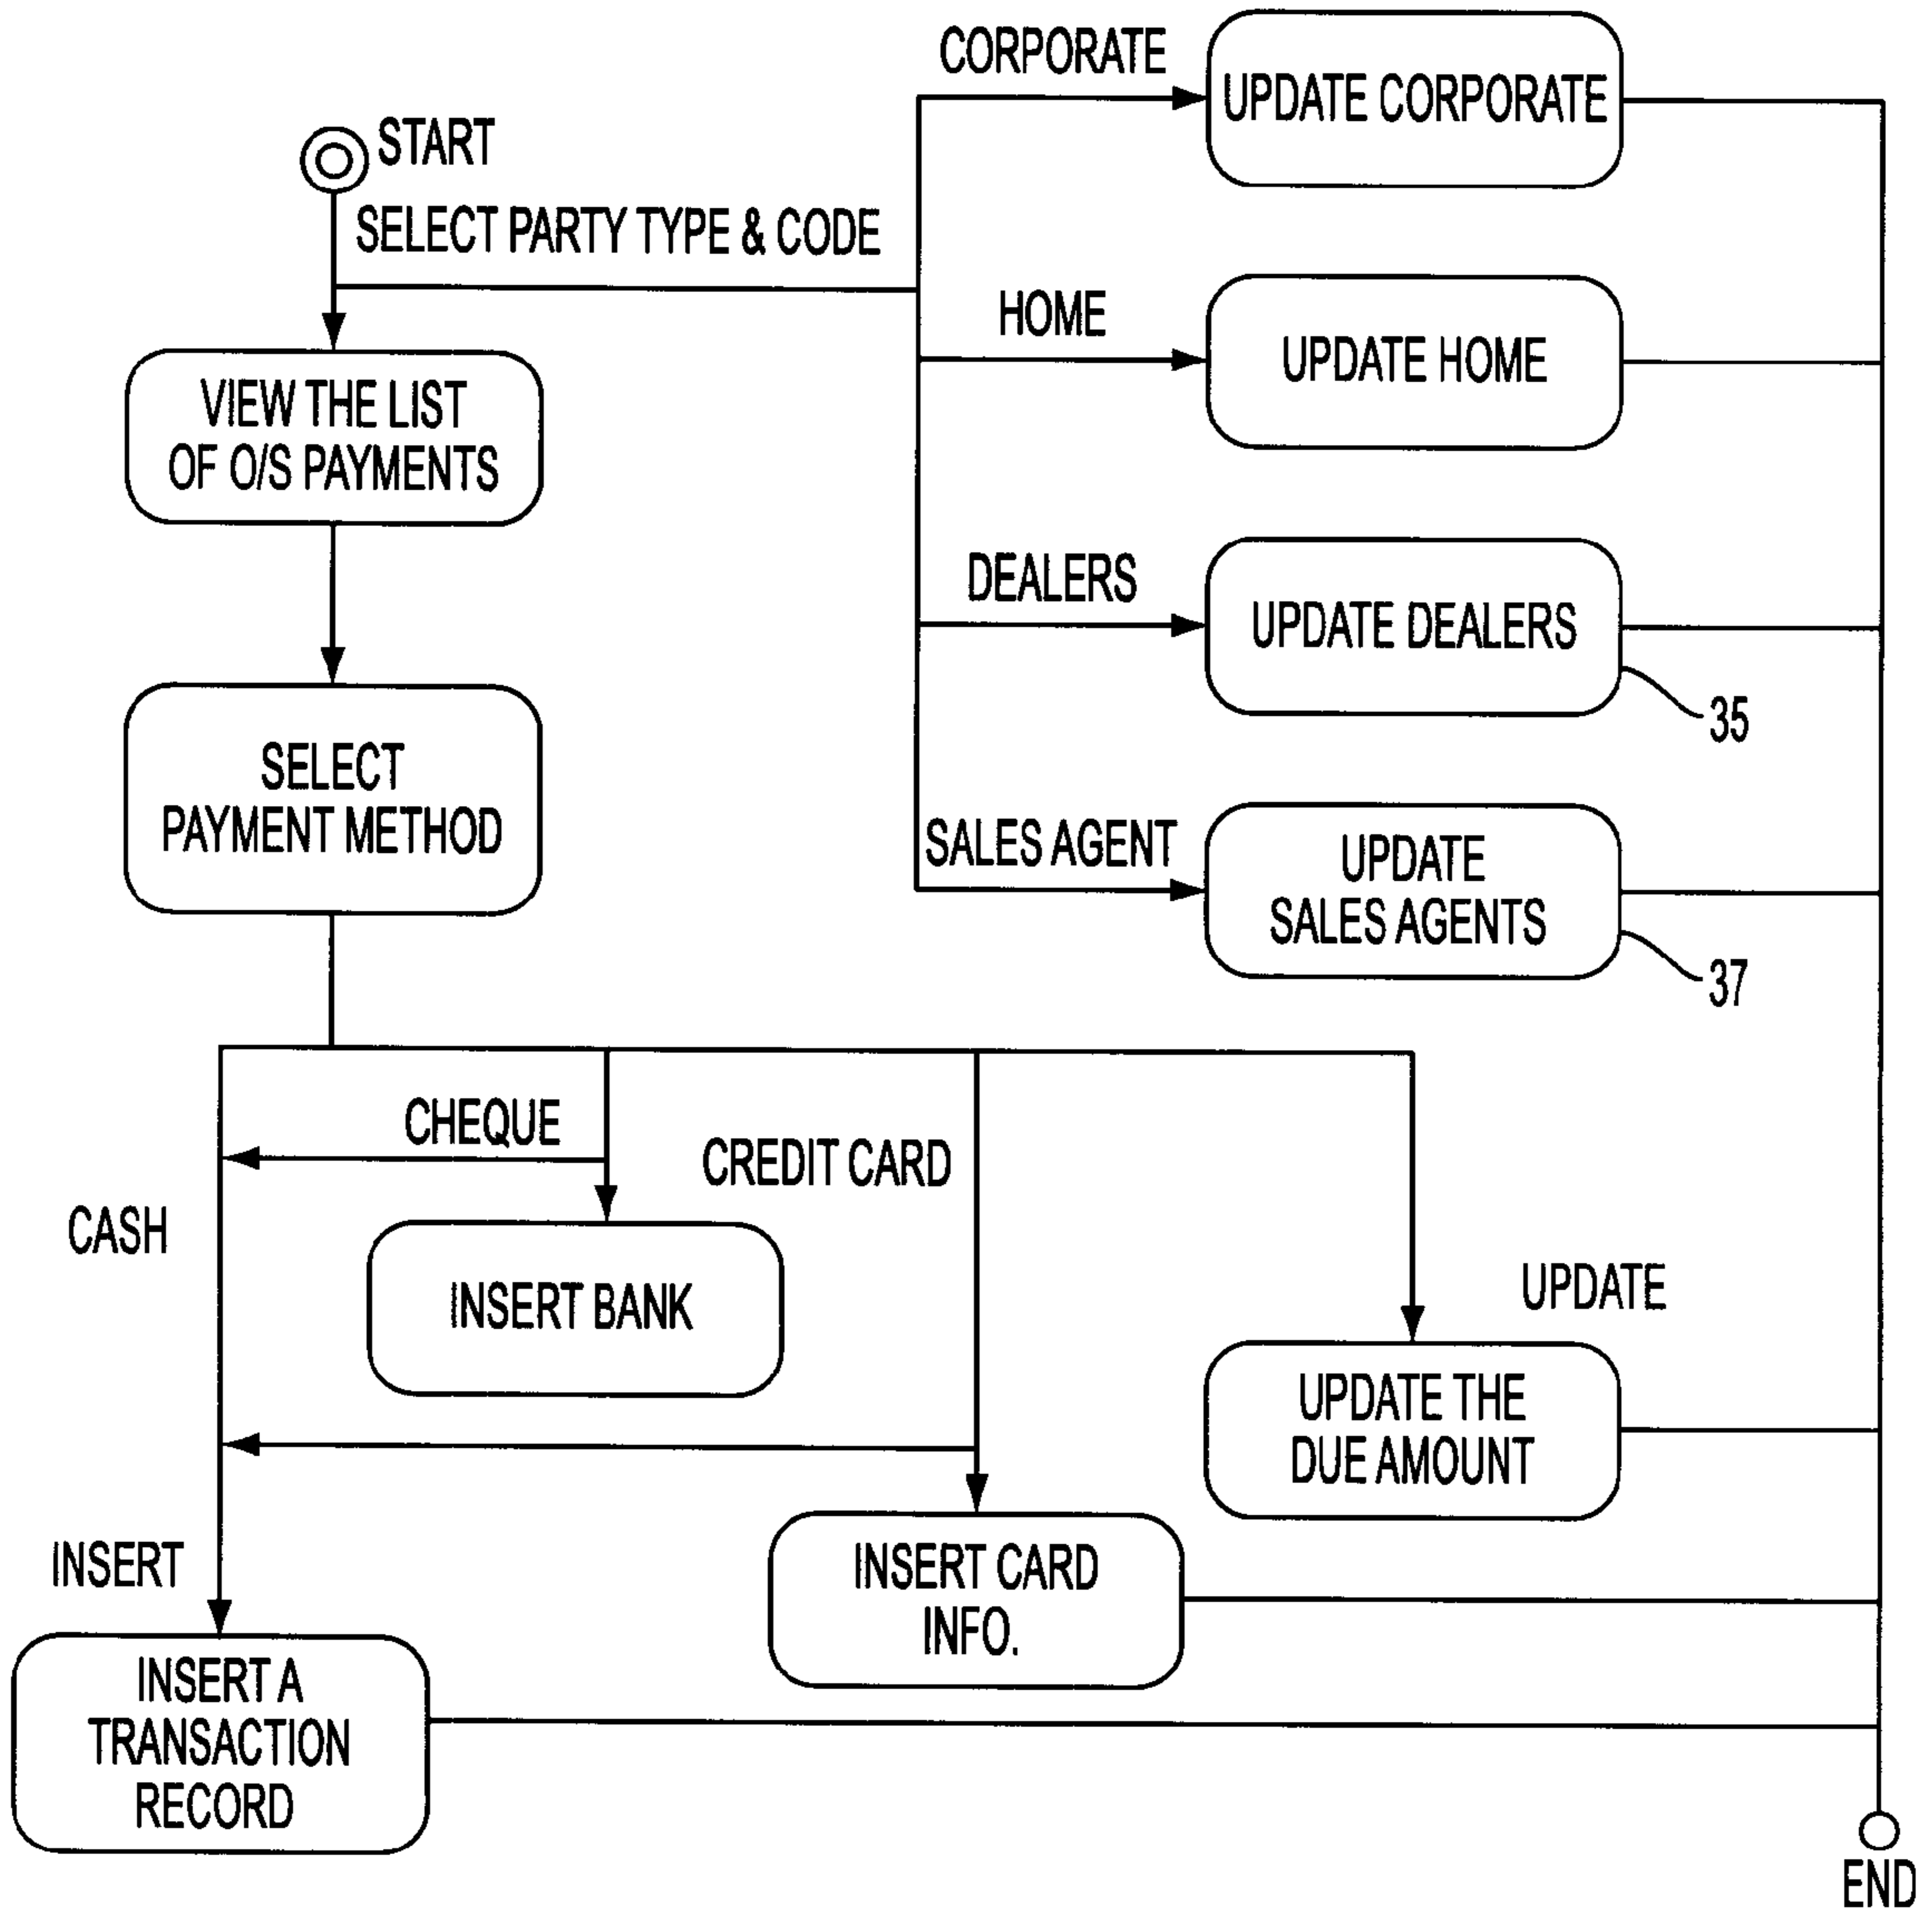 CORPORATE
UPDATE CORPORATE
START
SELECT PARTY TYPE & CODE
HOME
UPDATE HOME
VIEW THE LIST
OF O/S PAYMENTS
DEALERS
UPDATE DEALERS
35
SELECT
PAYMENT METHOD
SALES AGENT
UPDATE
SALES AGENTS
37
CHEQUE
CREDIT CARD
CASH
INSERT BANK
UPDATE
UPDATE THE
DUE AMOUNT
INSERT
INSERT CARD
INFO.
INSERT A
TRANSACTION
RECORD
END